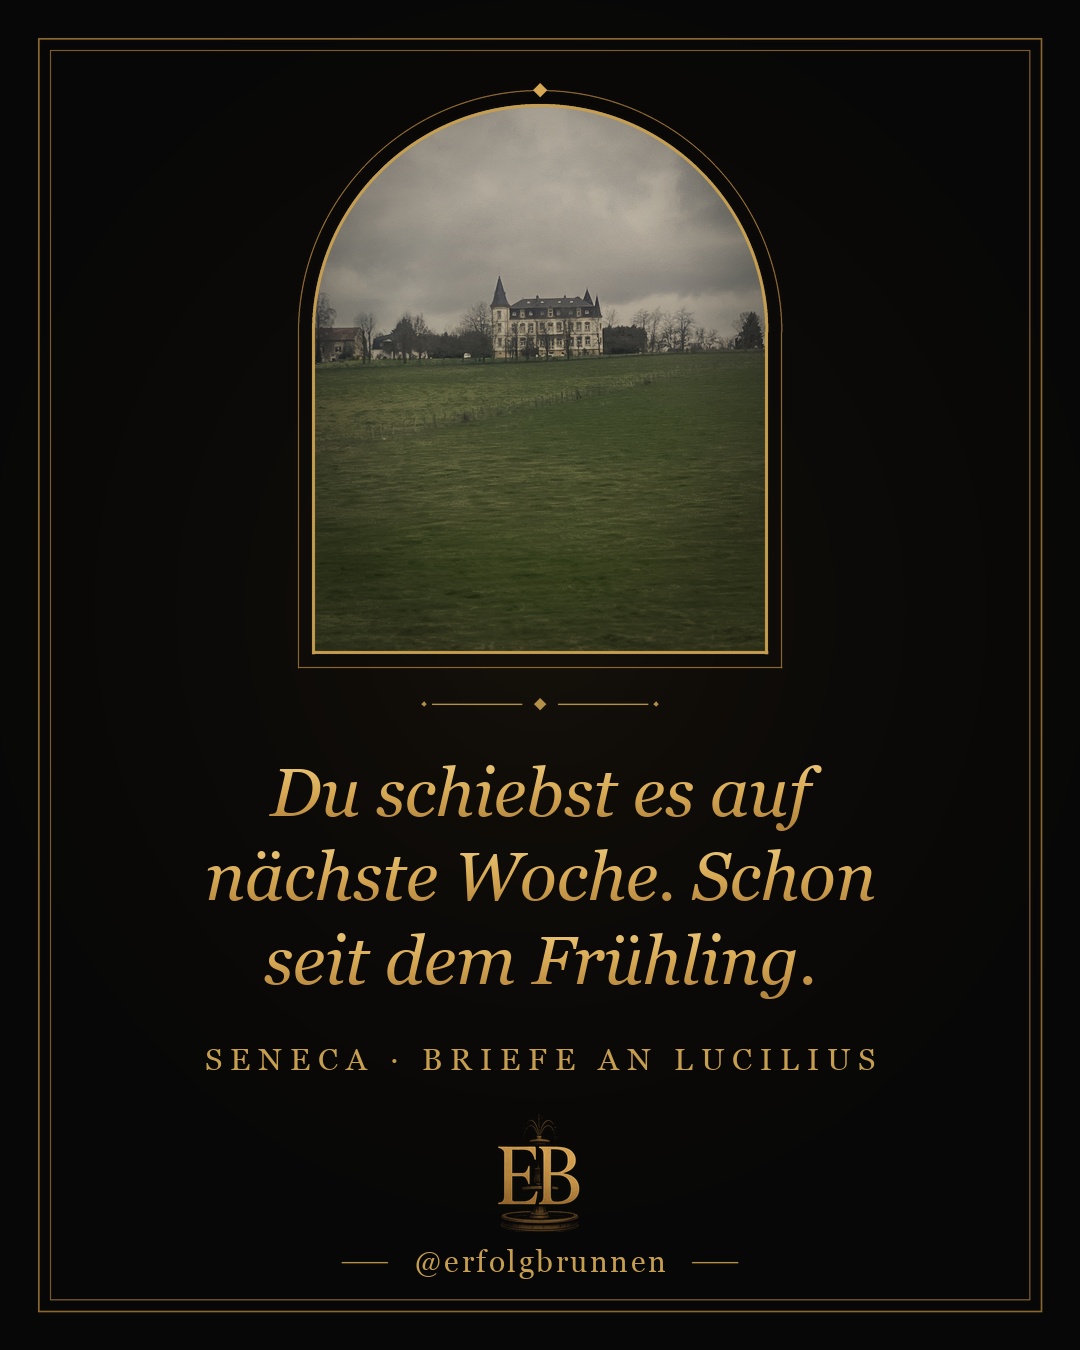 Du schiebst es auf
nächste Woche. Schon
seit dem Frühling.
SENECA · BRIEFE AN LUCILIUS
EB
@erfolgbrunnen